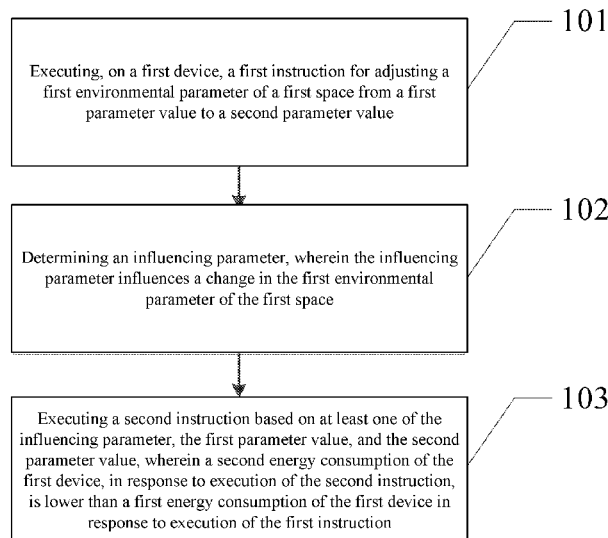 101
Executing, on a first device, a first instruction for adjusting a
first environmental parameter of a first space from a first
parameter value to a second parameter value
102
Determining an influencing parameter, wherein the influencing
parameter influences a change in the first environmental
parameter of the first space
103
Executing a second instruction based on at least one of the
influencing parameter, the first parameter value, and the second
parameter value, wherein a second energy consumption of the
first device, in response to execution of the second instruction,
is lower than a first energy consumption of the first device in
response to execution of the first instruction